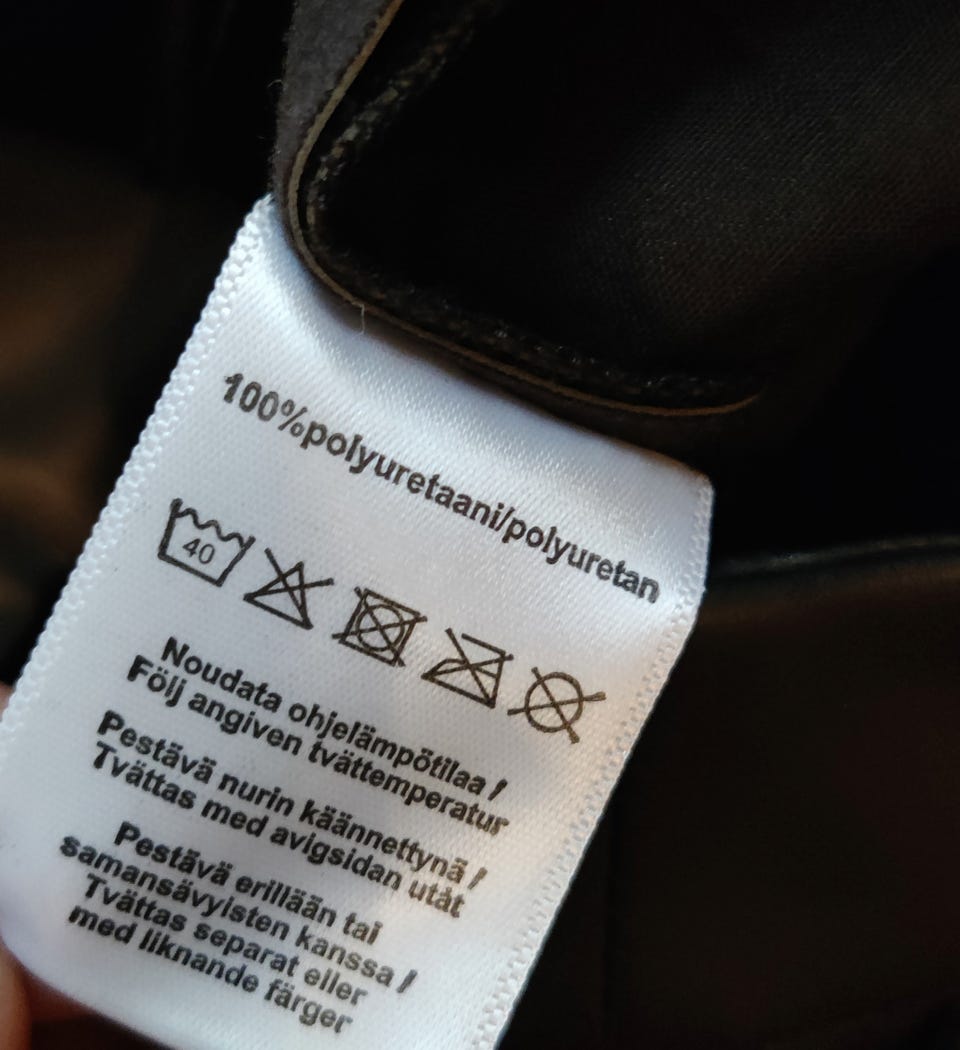 100%polyuretaani/polyuretan
40
Noudata ohjelämpötilaa /
Följ angiven tvättemperatur
Pestävä nurin käännettynä /
Tvättas med avigsidan utåt
Pestävä erillään tai
samansävyisten kanssa /
Tvättas separat eller
med liknande färger